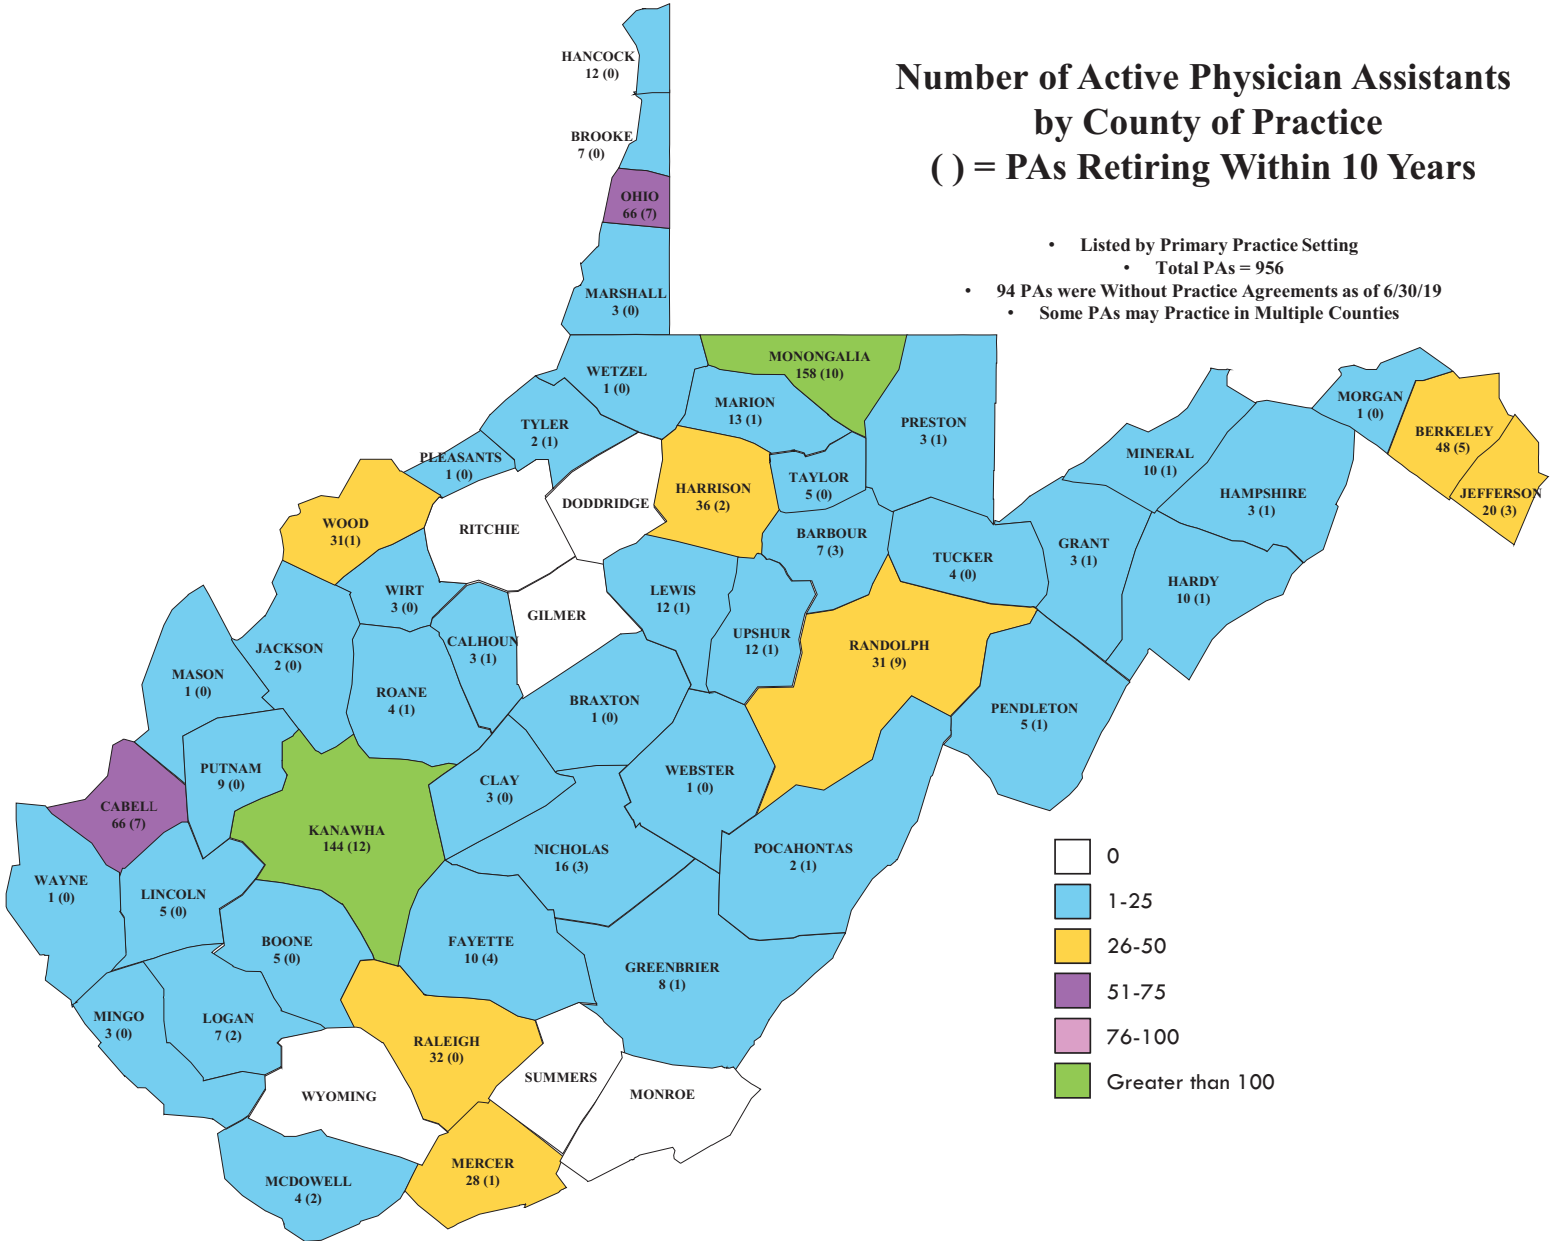 Number of Active Physician Assistants
by County of Practice
( ) = PAs Retiring Within 10 Years
• Listed by Primary Practice Setting
• Total PAs = 956
• 94 PAs were Without Practice Agreements as of 6/30/19
• Some PAs may Practice in Multiple Counties
HANCOCK
12 (0)
BROOKE
7 (0)
OHIO
66 (7)
MARSHALL
3 (0)
WETZEL
1 (0)
MONONGALIA
158 (10)
MARION
13 (1)
PRESTON
3 (1)
TYLER
2 (1)
PLEASANTS
1 (0)
MORGAN
1 (0)
BERKELEY
48 (5)
JEFFERSON
20 (3)
MINERAL
10 (1)
HAMPSHIRE
3 (1)
WOOD
31(1)
RITCHIE
DODDRIDGE
HARRISON
36 (2)
TAYLOR
5 (0)
BARBOUR
7 (3)
TUCKER
4 (0)
GRANT
3 (1)
HARDY
10 (1)
WIRT
3 (0)
GILMER
LEWIS
12 (1)
UPSHUR
12 (1)
RANDOLPH
31 (9)
CALHOUN
3 (1)
JACKSON
2 (0)
MASON
1 (0)
ROANE
4 (1)
BRAXTON
1 (0)
PENDLETON
5 (1)
PUTNAM
9 (0)
CLAY
3 (0)
WEBSTER
1 (0)
CABELL
66 (7)
KANAWHA
144 (12)
NICHOLAS
16 (3)
POCAHONTAS
2 (1)
WAYNE
1 (0)
LINCOLN
5 (0)
BOONE
5 (0)
FAYETTE
10 (4)
GREENBRIER
8 (1)
MINGO
3 (0)
LOGAN
7 (2)
RALEIGH
32 (0)
SUMMERS
WYOMING
MONROE
MERCER
28 (1)
MCDOWELL
4 (2)
0
1-25
26-50
51-75
76-100
Greater than 100